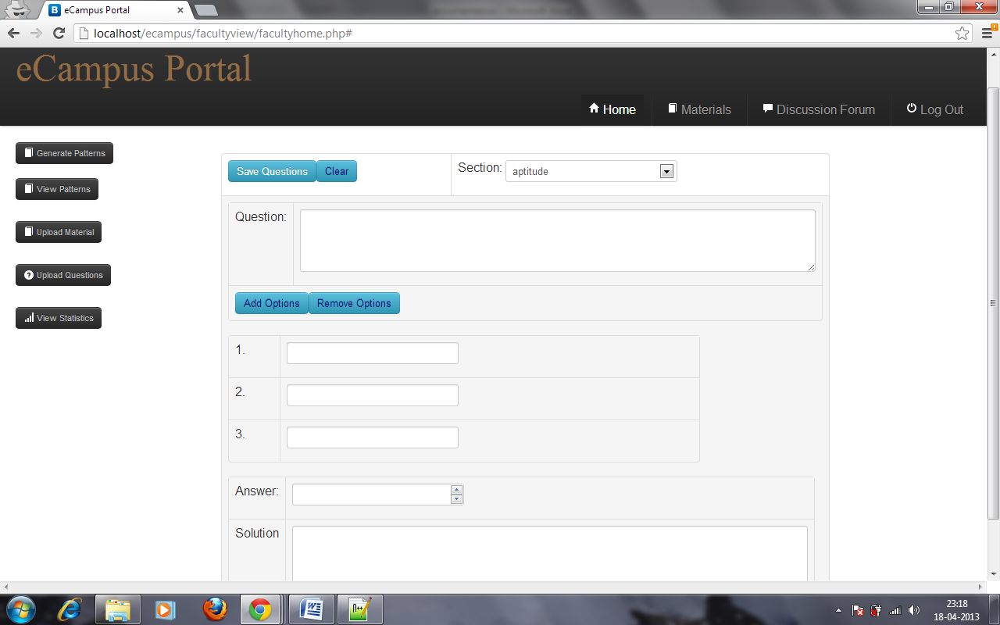 eCampus Portal
localhost/ecampus/facultyview/facultyhome.php#
eCampus Portal
Home Materials Discussion Forum Log Out
Generate Patterns
View Patterns
Upload Material
Upload Questions
View Statistics
Save Questions Clear Section: aptitude
Question:
Add Options Remove Options
1.
2.
3.
Answer:
Solution
23:18
18-04-2013